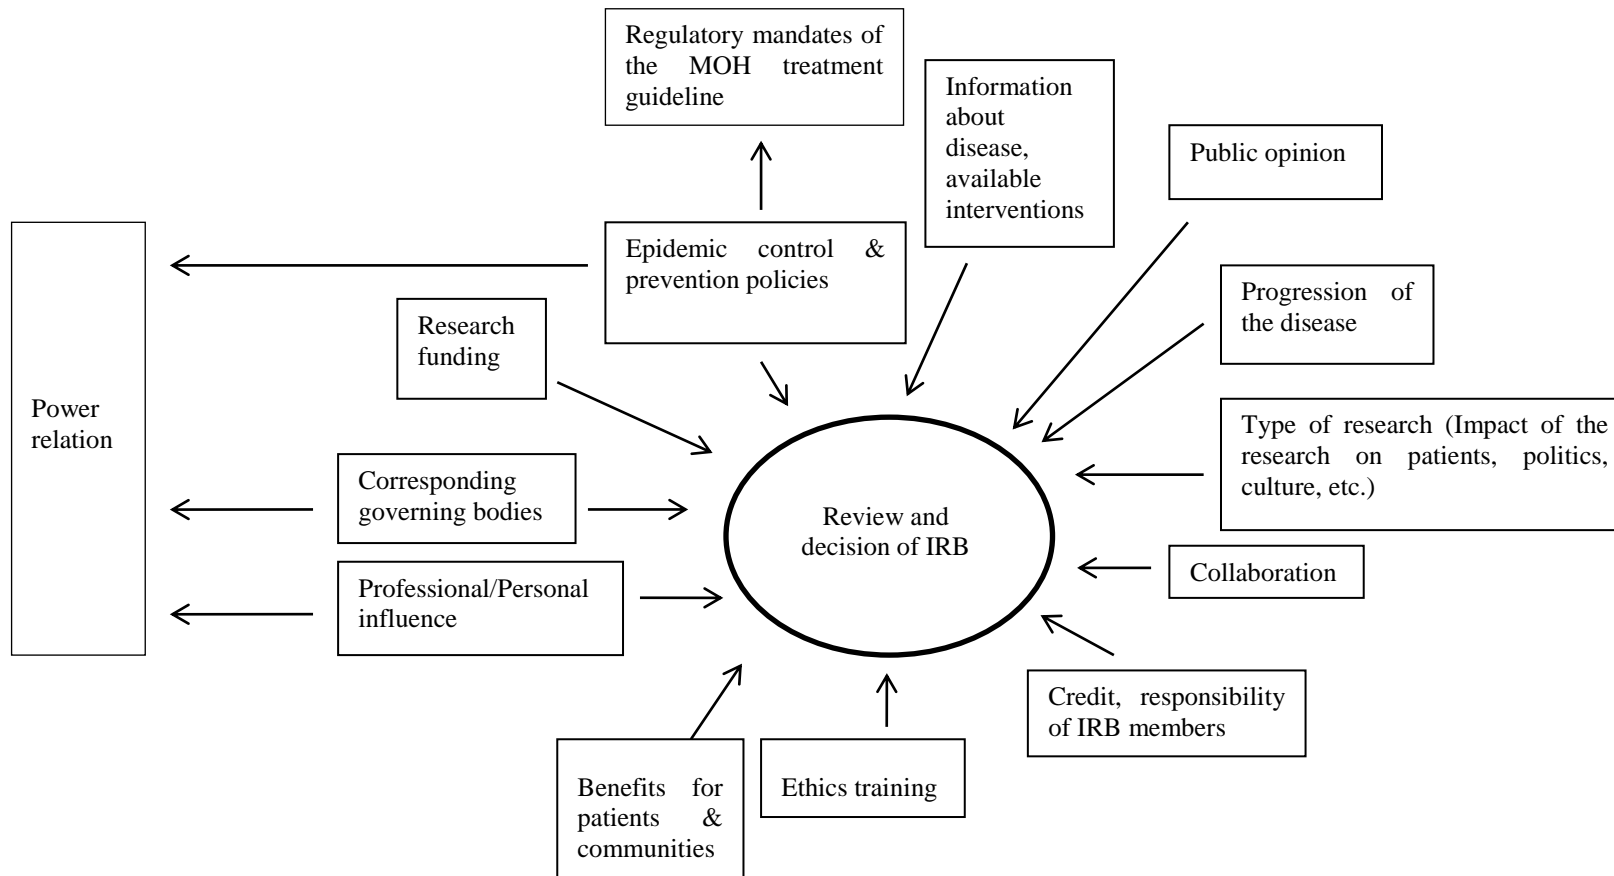 Regulatory mandates of
the MOH treatment
guideline
Information
about
disease,
available
interventions
Public opinion
Epidemic control &
prevention policies
Progression of
the disease
Research
funding
Power
relation
Type of research (Impact of the
research on patients, politics,
culture, etc.)
Corresponding
governing bodies
Review and
decision of IRB
Collaboration
Professional/Personal
influence
Credit, responsibility
of IRB members
Benefits for
patients &
communities
Ethics training